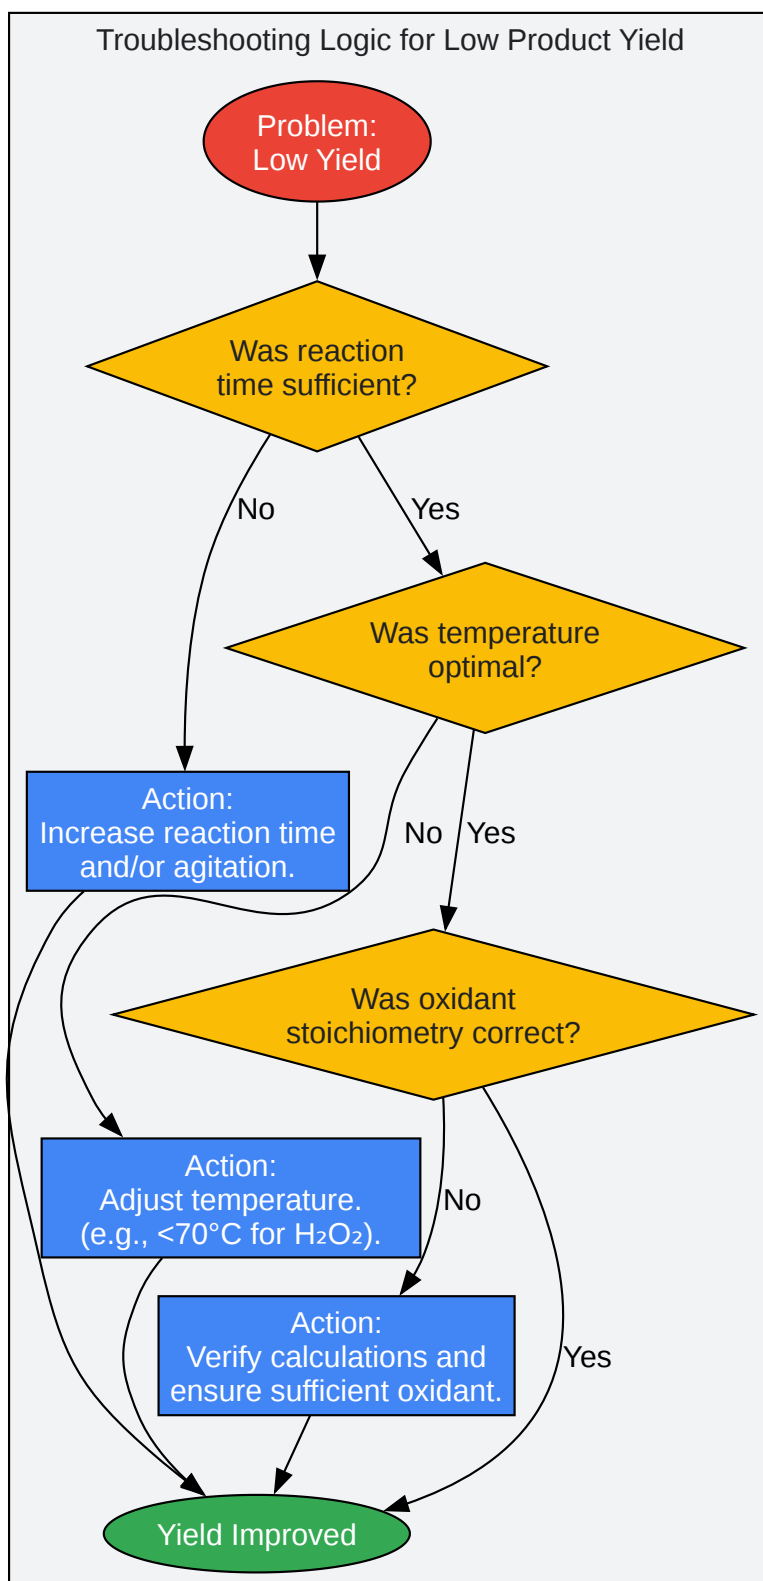 Troubleshooting Logic for Low Product Yield
Problem:
Low Yield
Was reaction
time sufficient?
No
Yes
Was temperature
optimal?
Action:
Increase reaction time
and/or agitation.
No
Yes
Was oxidant
stoichiometry correct?
Action:
Adjust temperature.
(e.g., <70°C for H₂O₂).
No
Action:
Verify calculations and
ensure sufficient oxidant.
Yes
Yield Improved